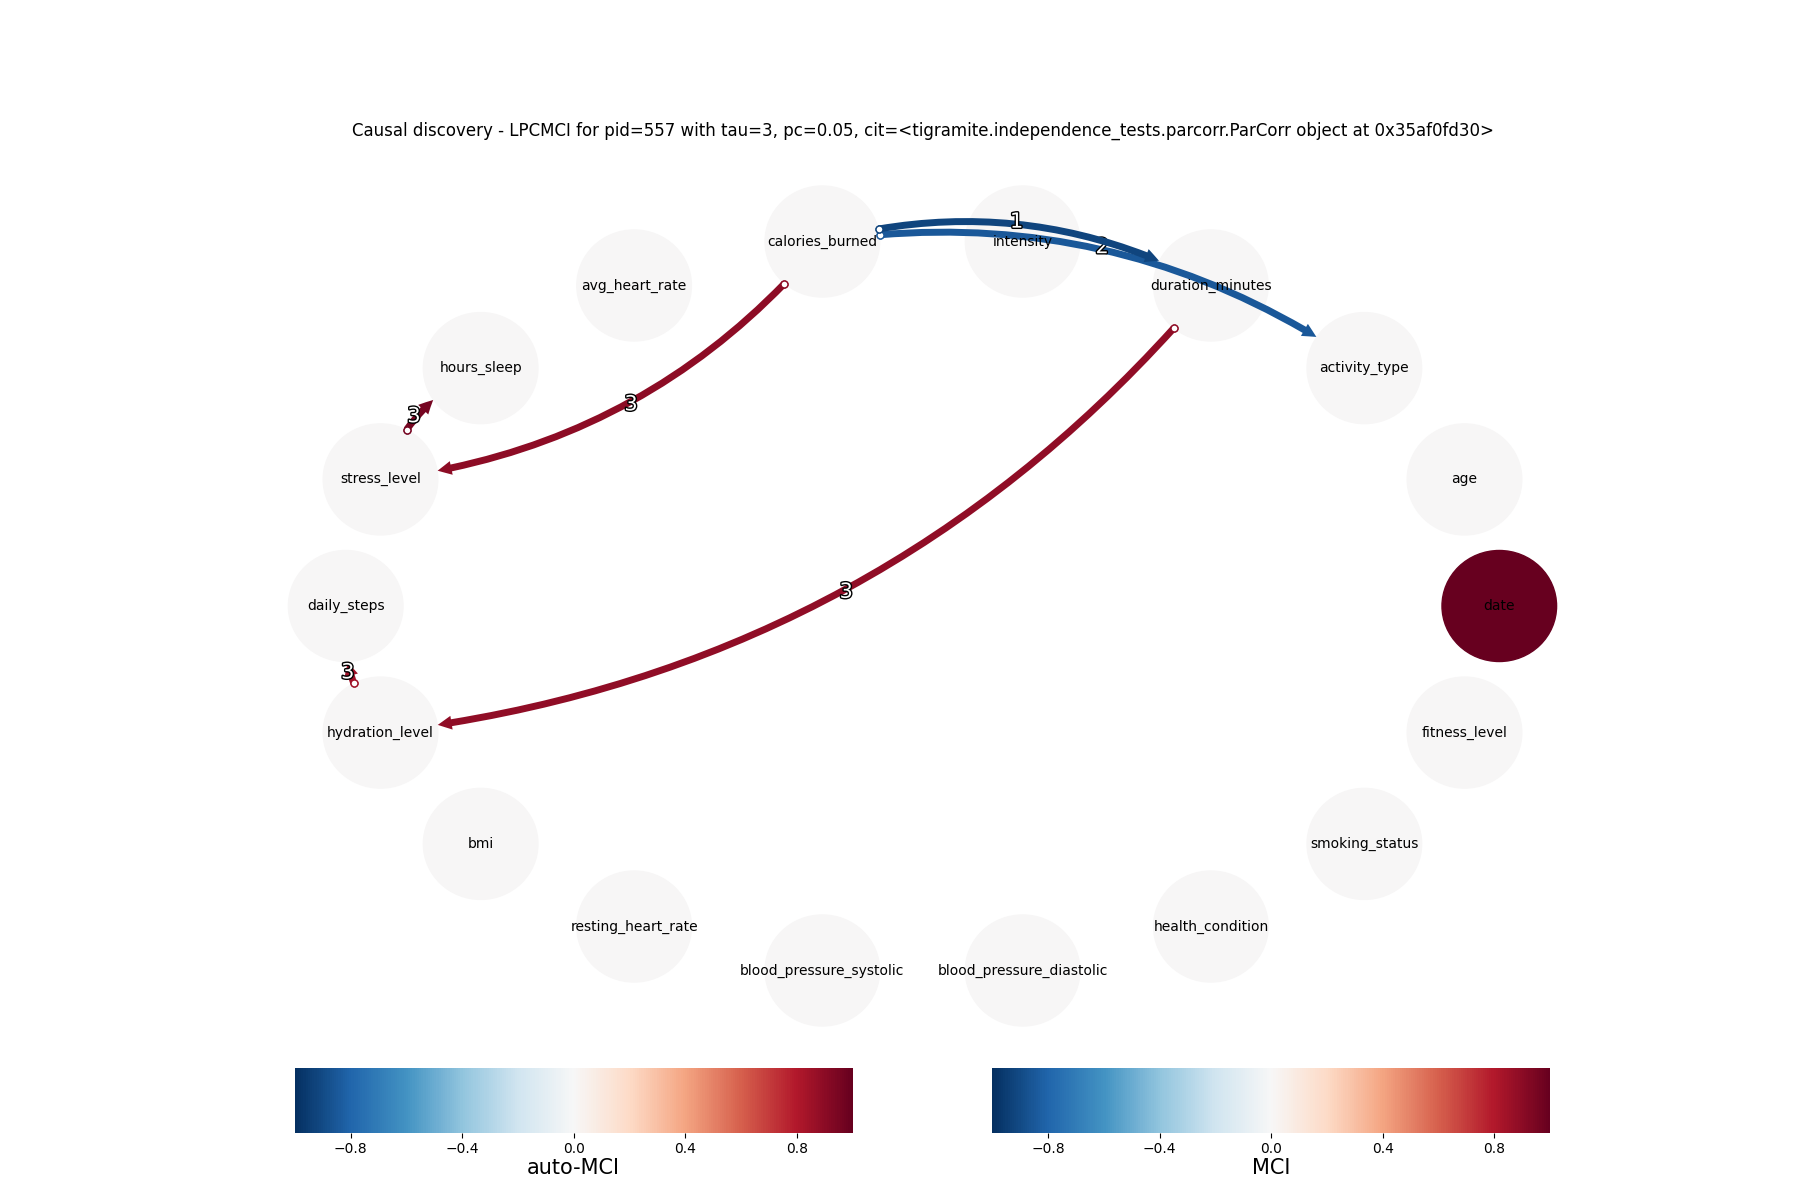 Causal discovery - LPCMCI for pid=557 with tau=3, pc=0.05, cit=<tigramite.independence_tests.parcorr.ParCorr object at 0x35af0fd30>
calories_burned
1
intensity
2
avg_heart_rate
duration_minutes
hours_sleep
activity_type
3
3
stress_level
age
3
daily_steps
date
3
hydration_level
fitness_level
bmi
smoking_status
resting_heart_rate
health_condition
blood_pressure_systolic
blood_pressure_diastolic
−0.8 −0.4 0.0 0.4 0.8
auto-MCI
−0.8 −0.4 0.0 0.4 0.8
MCI